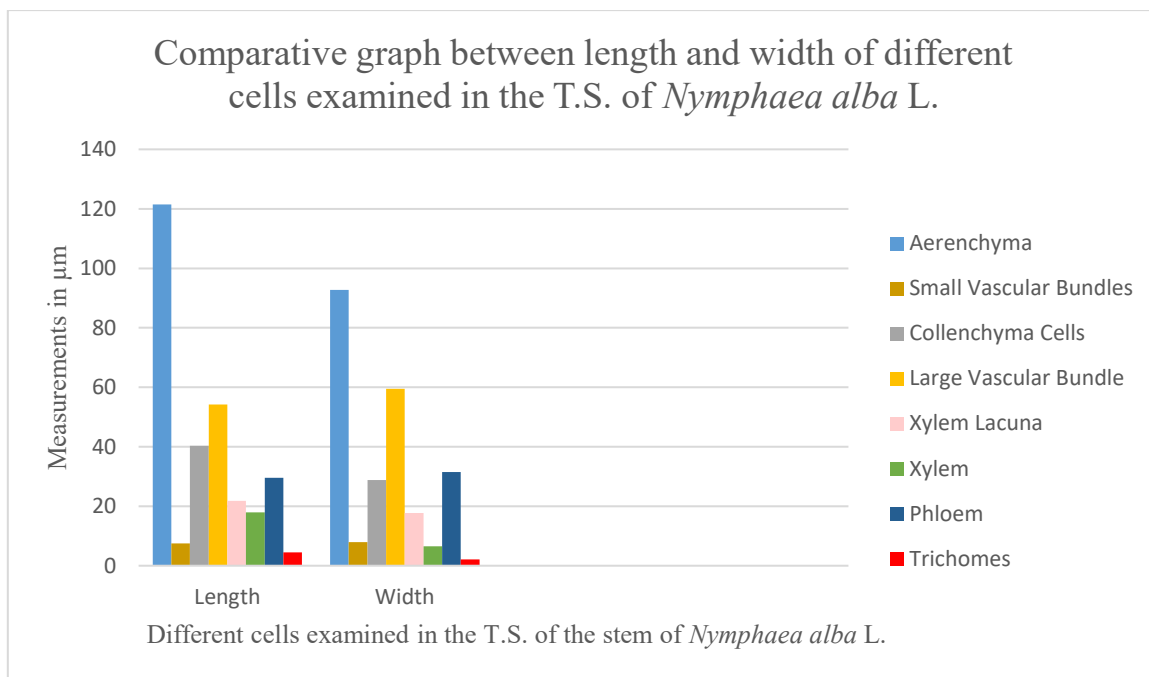 Comparative graph between length and width of different
cells examined in the T.S. of Nymphaea alba L.
140
120
100
80
60
40
20
0
Measurements in µm
Length
Width
Different cells examined in the T.S. of the stem of Nymphaea alba L.
Aerenchyma
Small Vascular Bundles
Collenchyma Cells
Large Vascular Bundle
Xylem Lacuna
Xylem
Phloem
Trichomes